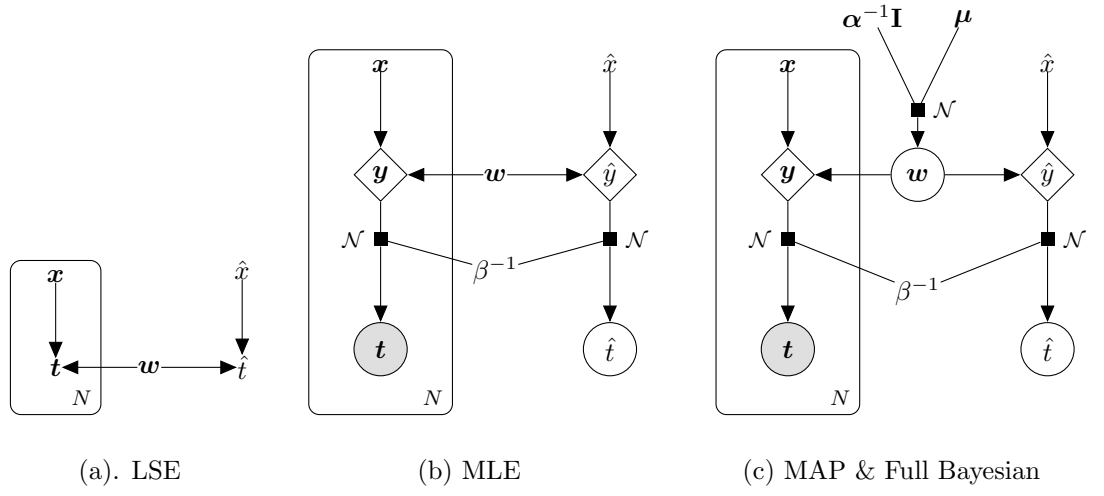 x
t
w
N
x̂
t̂
(a). LSE
x
y
w
𝒩
β⁻¹
t
N
x̂
ŷ
𝒩
t̂
(b) MLE
α⁻¹I
μ
𝒩
x
y
w
𝒩
β⁻¹
t
N
x̂
ŷ
𝒩
t̂
(c) MAP & Full Bayesian